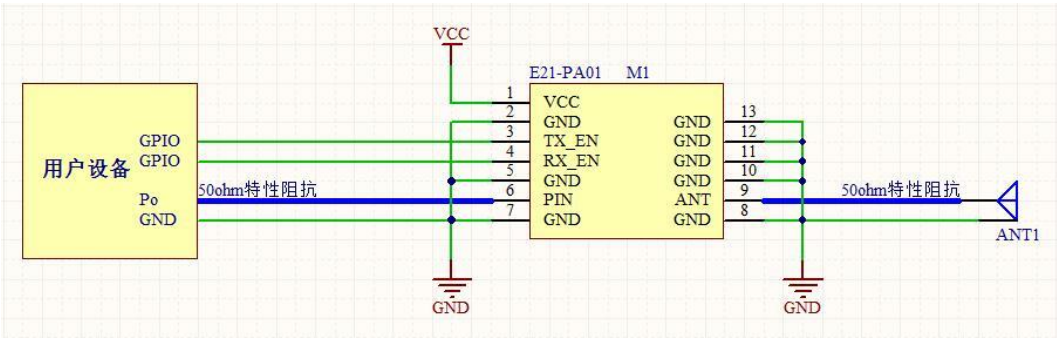 VCC
E21-PA01 M1
1 VCC
2 GND GND 13
GPIO 3 TX_EN GND 12
用户设备 GPIO 4 RX_EN GND 11
5 GND GND 10
Po 50ohm特性阻抗 6 PIN ANT 9 50ohm特性阻抗
GND 7 GND GND 8
ANT1
GND GND